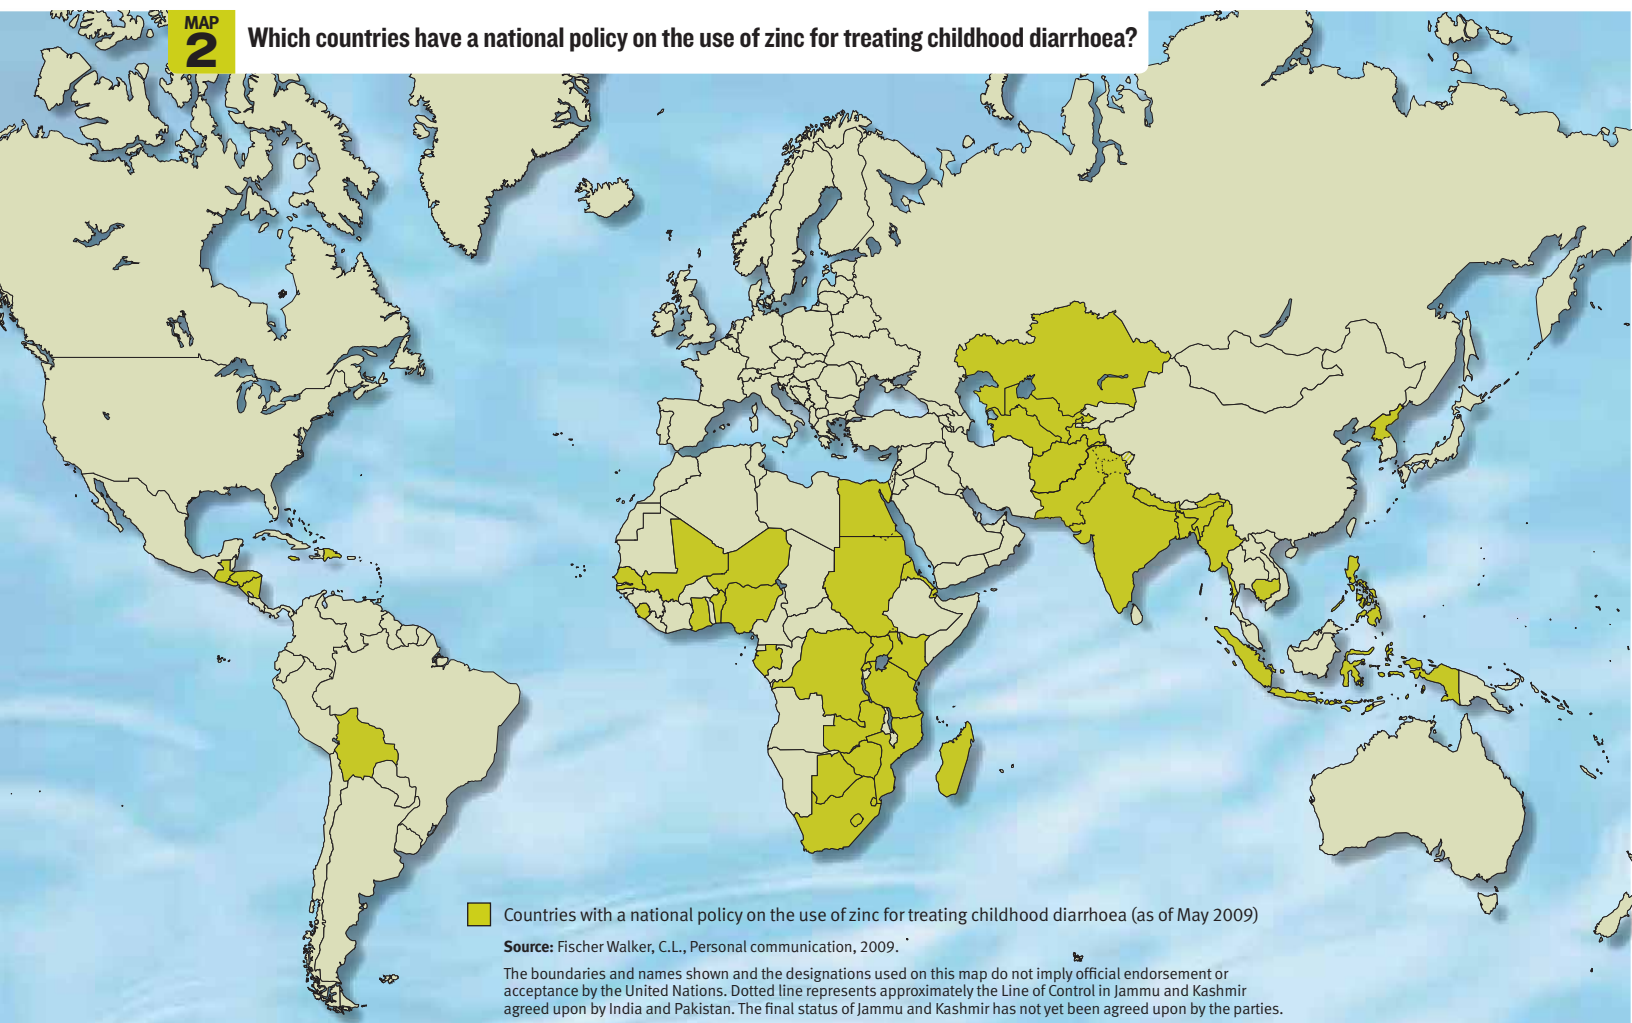 MAP
2
Which countries have a national policy on the use of zinc for treating childhood diarrhoea?
Countries with a national policy on the use of zinc for treating childhood diarrhoea (as of May 2009)
Source: Fischer Walker, C.L., Personal communication, 2009.
The boundaries and names shown and the designations used on this map do not imply official endorsement or
acceptance by the United Nations. Dotted line represents approximately the Line of Control in Jammu and Kashmir
agreed upon by India and Pakistan. The final status of Jammu and Kashmir has not yet been agreed upon by the parties.